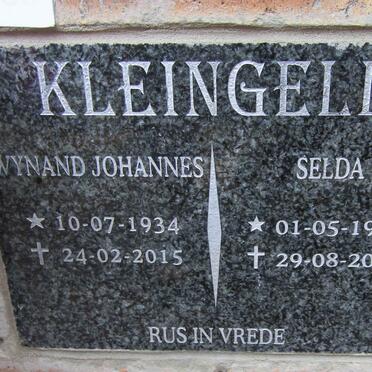 KLEINGEL
WYNAND JOHANNES SELDA
★ 10-07-1934 ★ 01-05-19
✝ 24-02-2015 ✝ 29-08-20
RUS IN VREDE